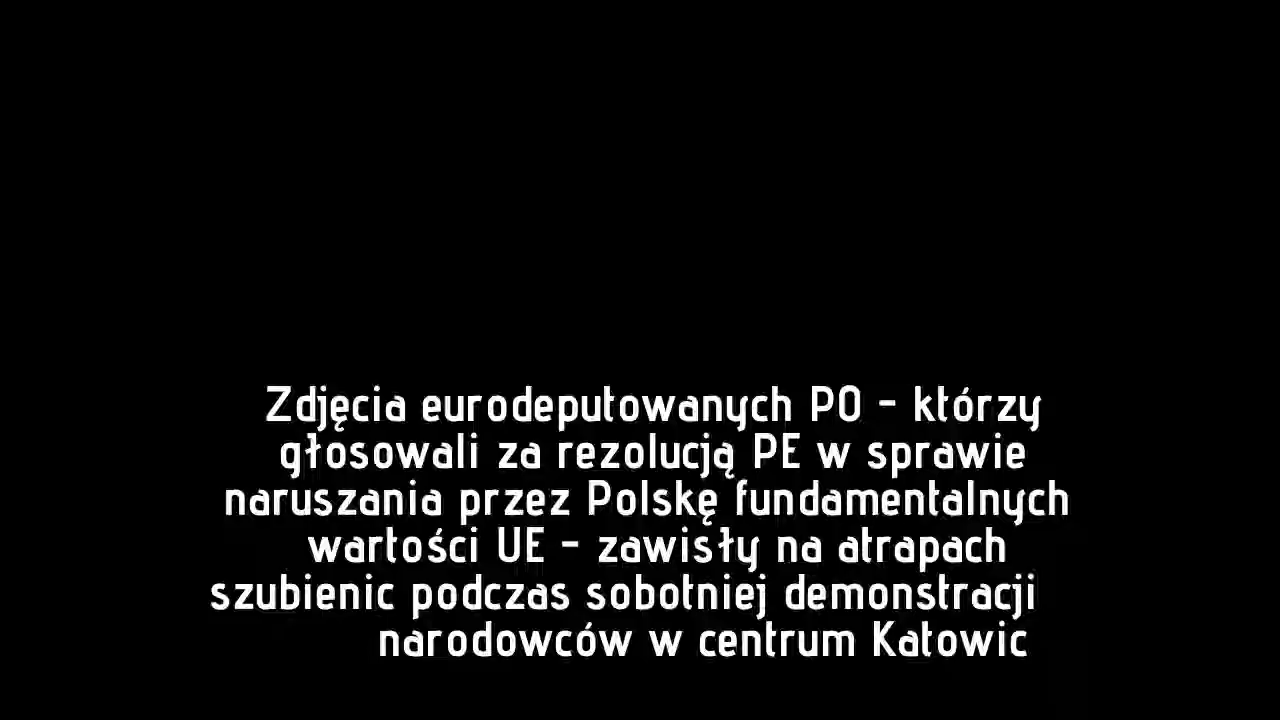 Zdjęcia eurodeputowanych PO - którzy
głosowali za rezolucją PE w sprawie
naruszania przez Polskę fundamentalnych
wartości UE - zawisły na atrapach
szubienic podczas sobotniej demonstracji
narodowców w centrum Katowic